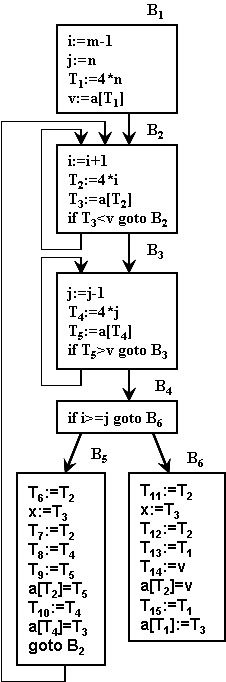 B1
i:=m-1
j:=n
T1:=4*n
v:=a[T1]
B2
i:=i+1
T2:=4*i
T3:=a[T2]
if T3<v goto B2
B3
j:=j-1
T4:=4*j
T5:=a[T4]
if T5>v goto B3
B4
if i>=j goto B6
B5
T6:=T2
x:=T3
T7:=T2
T8:=T4
T9:=T5
a[T2]=T5
T10:=T4
a[T4]=T3
goto B2
B6
T11:=T2
x:=T3
T12:=T2
T13:=T1
T14:=v
a[T2]=v
T15:=T1
a[T1]:=T3